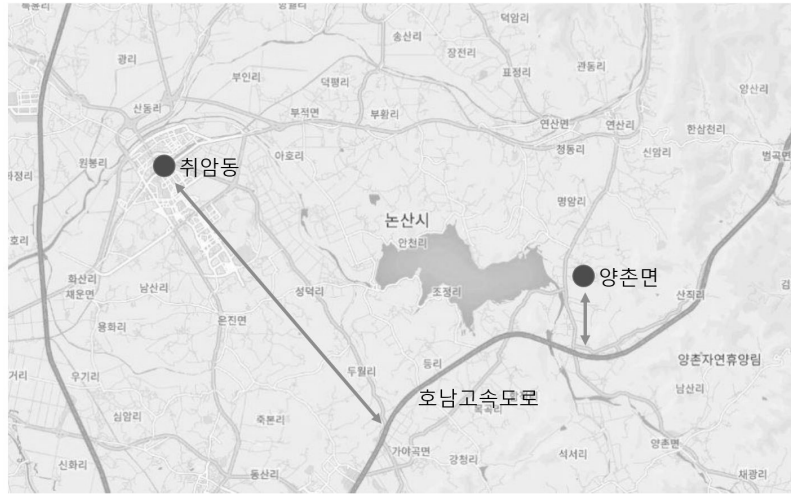 덕암리
송산리
광리
장전리
표정리
관동리
부인리
덕평리
양산리
산동리
부적면
부황리
연산면
연산리
한삼천리
정동리
신암리
벌곡면
원봉리
취암동
아호리
화정리
명암리
논산시
호리
안천리
양촌면
화산리
채운면
남산리
성덕리
조정리
산직리
은진면
용화리
양촌자연휴양림
거리
우기리
두월리
등리
남산리
호남고속도로
심암리
죽본리
양촌면
가야곡면
강청리
석서리
신화리
동산리
채광리